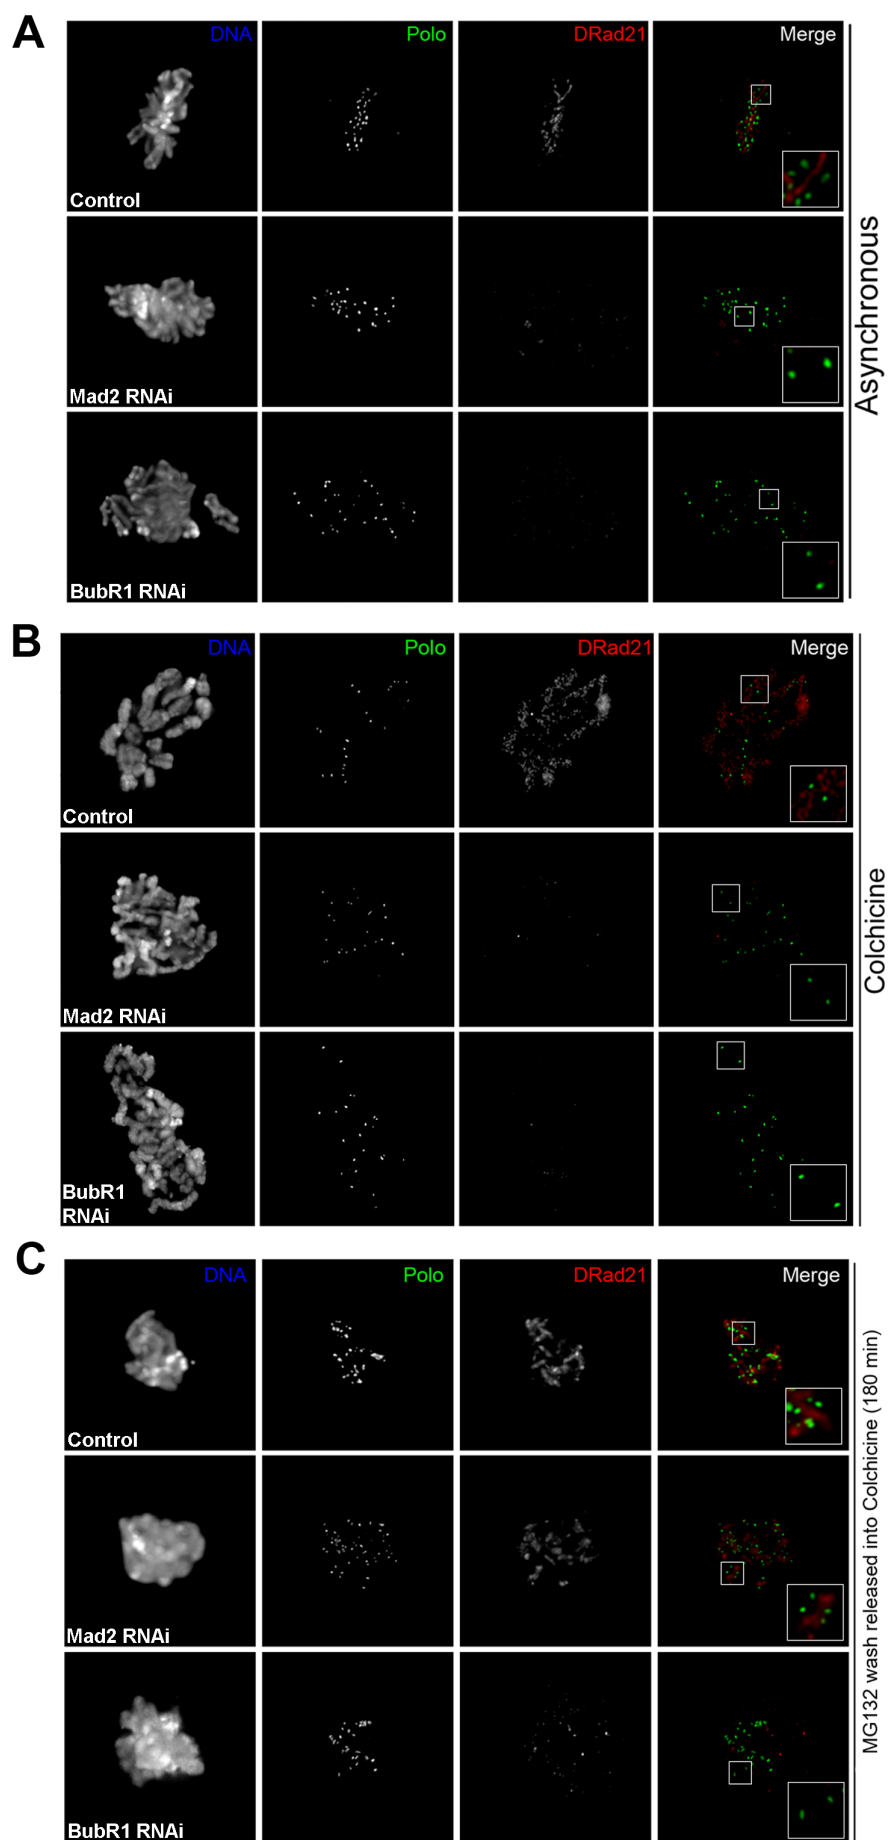 A
DNA
Polo
DRad21
Merge
Control
Mad2 RNAi
BubR1 RNAi
Asynchronous
B
DNA
Polo
DRad21
Merge
Control
Mad2 RNAi
BubR1
RNAi
Colchicine
C
DNA
Polo
DRad21
Merge
Control
Mad2 RNAi
BubR1 RNAi
MG132 wash released into Colchicine (180 min)